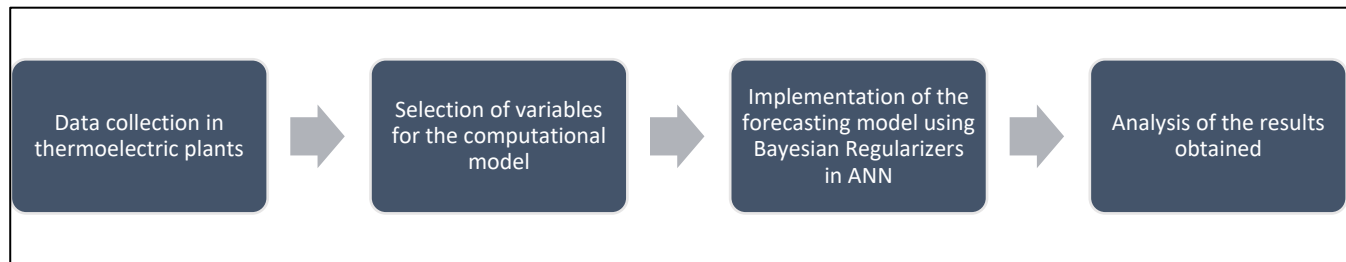 Data collection in
thermoelectric plants
Selection of variables
for the computational
model
Implementation of the
forecasting model using
Bayesian Regularizers
in ANN
Analysis of the results
obtained